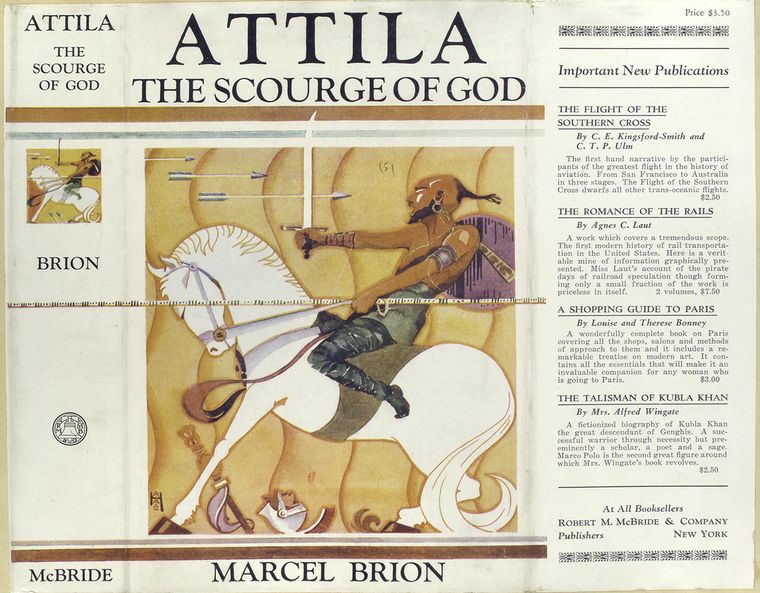 ATTILA
THE
SCOURGE
OF GOD
BRION
McBRIDE
ATTILA
THE SCOURGE OF GOD
(5)
MARCEL BRION
Price $3.50
Important New Publications
THE FLIGHT OF THE
SOUTHERN CROSS
By C. E. Kingsford-Smith and
C. T. P. Ulm
The first hand narrative by the partici-
pants of the greatest flight in the history of
aviation. From San Francisco to Australia
in three stages. The Flight of the Southern
Cross dwarfs all other trans-oceanic flights.
$2.50
THE ROMANCE OF THE RAILS
By Agnes C. Laut
A work which covers a tremendous scope.
The first modern history of rail transporta-
tion in the United States. Here is a verit-
able mine of information graphically pre-
sented. Miss Laut's account of the pirate
days of railroad speculation though form-
ing only a small fraction of the work is
priceless in itself. 2 volumes, $7.50
A SHOPPING GUIDE TO PARIS
By Louise and Therese Bonney
A wonderfully complete book on Paris
covering all the shops, salons and methods
of approach to them and it includes a re-
markable treatise on modern art. It con-
tains all the essentials that will make it an
invaluable companion for any woman who
is going to Paris. $3.00
THE TALISMAN OF KUBLA KHAN
By Mrs. Alfred Wingate
A fictionized biography of Kubla Khan
the great descendant of Genghis. A suc-
cessful warrior through necessity but pre-
eminently a scholar, a poet and a sage.
Marco Polo is the second great figure around
which Mrs. Wingate's book revolves.
$2.50
At All Booksellers
ROBERT M. McBRIDE & COMPANY
Publishers NEW YORK